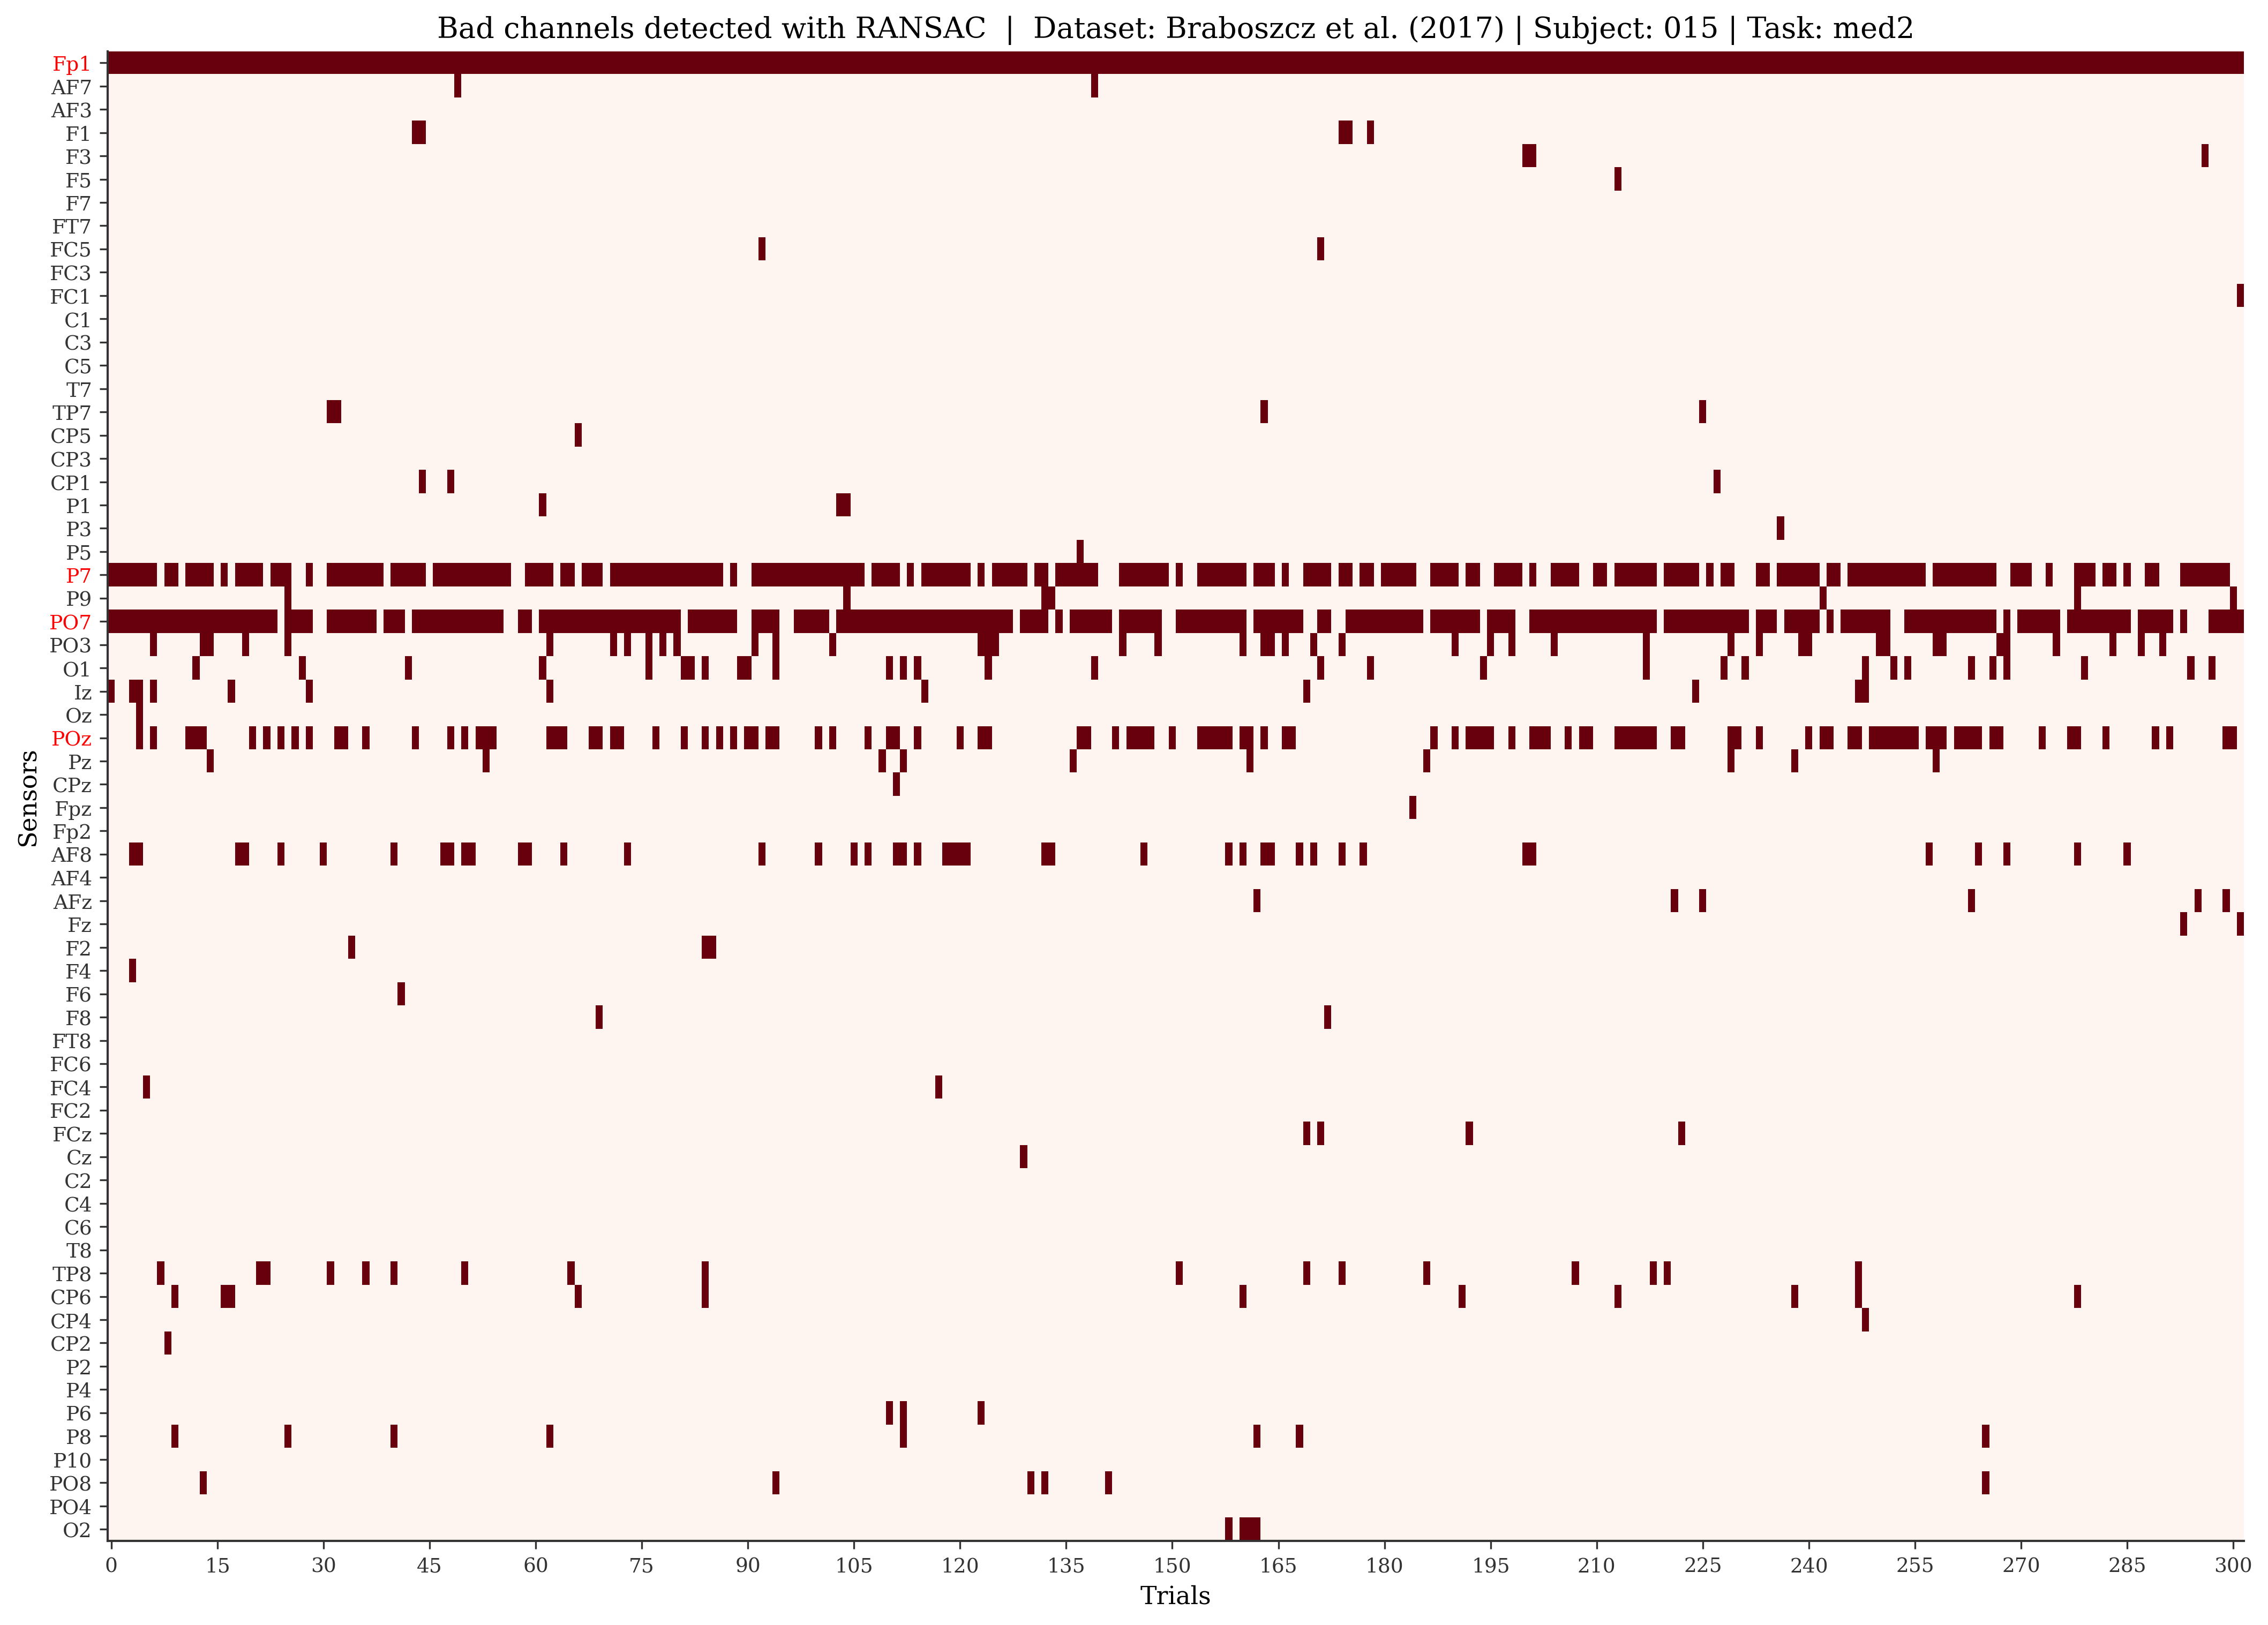 Bad channels detected with RANSAC | Dataset: Braboszcz et al. (2017) | Subject: 015 | Task: med2
Fp1
AF7
AF3
F1
F3
F5
F7
FT7
FC5
FC3
FC1
C1
C3
C5
T7
TP7
CP5
CP3
CP1
P1
P3
P5
P7
P9
PO7
PO3
O1
Iz
Oz
POz
Pz
CPz
Fpz
Fp2
AF8
AF4
AFz
Fz
F2
F4
F6
F8
FT8
FC6
FC4
FC2
FCz
Cz
C2
C4
C6
T8
TP8
CP6
CP4
CP2
P2
P4
P6
P8
P10
PO8
PO4
O2
Sensors
0 15 30 45 60 75 90 105 120 135 150 165 180 195 210 225 240 255 270 285 300
Trials